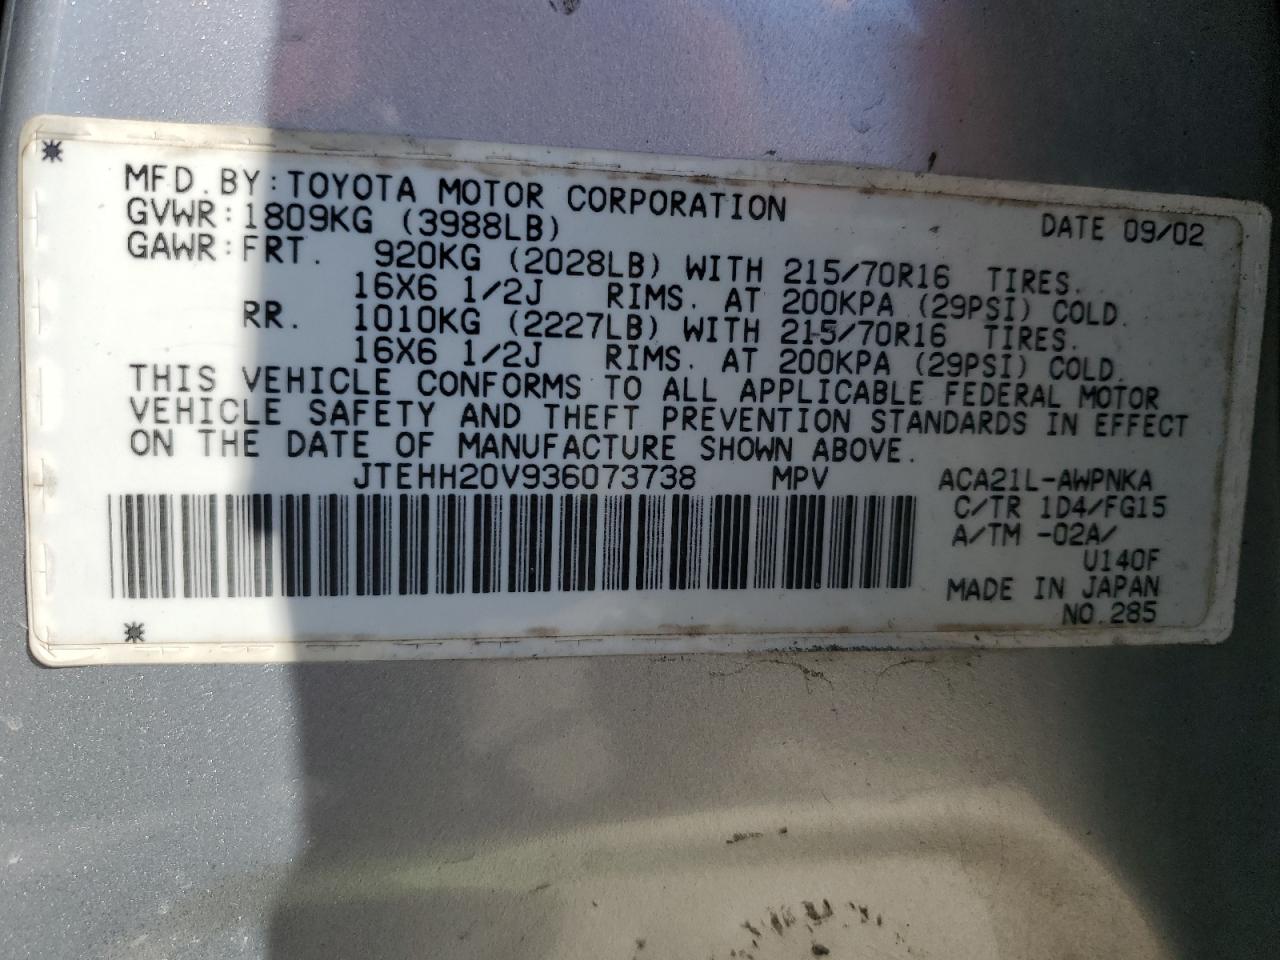 MFD. BY: TOYOTA MOTOR CORPORATION DATE 09/02
GVWR: 1809KG (3988LB)
GAWR: FRT. 920KG (2028LB) WITH 215/70R16 TIRES.
16X6 1/2J RIMS. AT 200KPA (29PSI) COLD.
RR. 1010KG (2227LB) WITH 215/70R16 TIRES.
16X6 1/2J RIMS. AT 200KPA (29PSI) COLD.
THIS VEHICLE CONFORMS TO ALL APPLICABLE FEDERAL MOTOR
VEHICLE SAFETY AND THEFT PREVENTION STANDARDS IN EFFECT
ON THE DATE OF MANUFACTURE SHOWN ABOVE.
JTEHH20V936073738 MPV ACA21L-AWPNKA
C/TR 1D4/FG15
A/TM -02A/
U140F
MADE IN JAPAN
NO.285